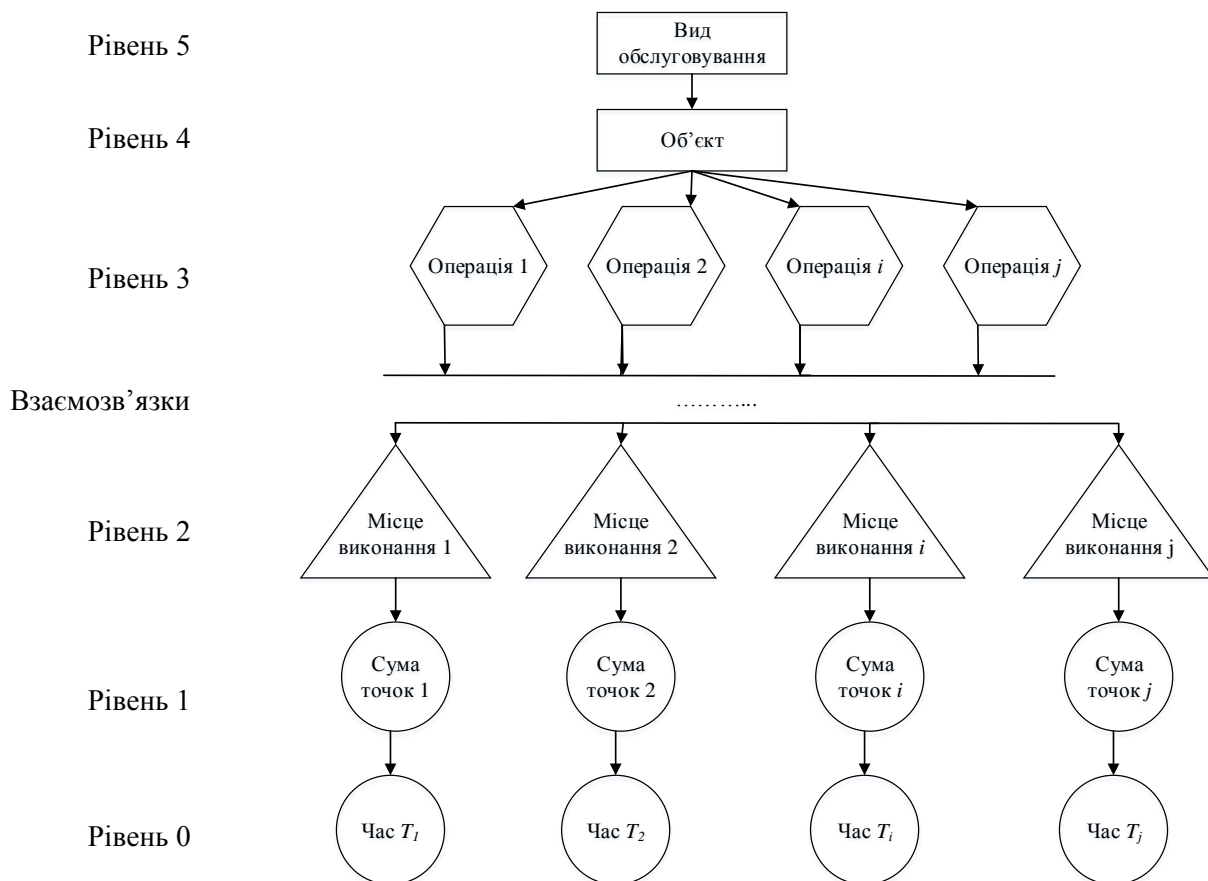 Рівень 5
Вид
обслуговування
Рівень 4
Об’єкт
Рівень 3
Операція 1
Операція 2
Операція i
Операція j
Взаємозв’язки
………...
Рівень 2
Місце
виконання 1
Місце
виконання 2
Місце
виконання i
Місце
виконання j
Рівень 1
Сума
точок 1
Сума
точок 2
Сума
точок i
Сума
точок j
Рівень 0
Час T1
Час T2
Час Ti
Час Tj